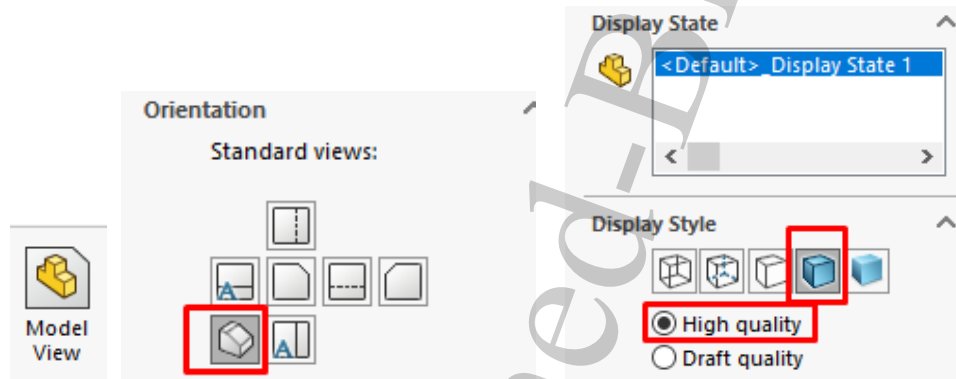 Model
View
Orientation
Standard views:
A
A
Display State
<Default>_Display State 1
Display Style
High quality
Draft quality